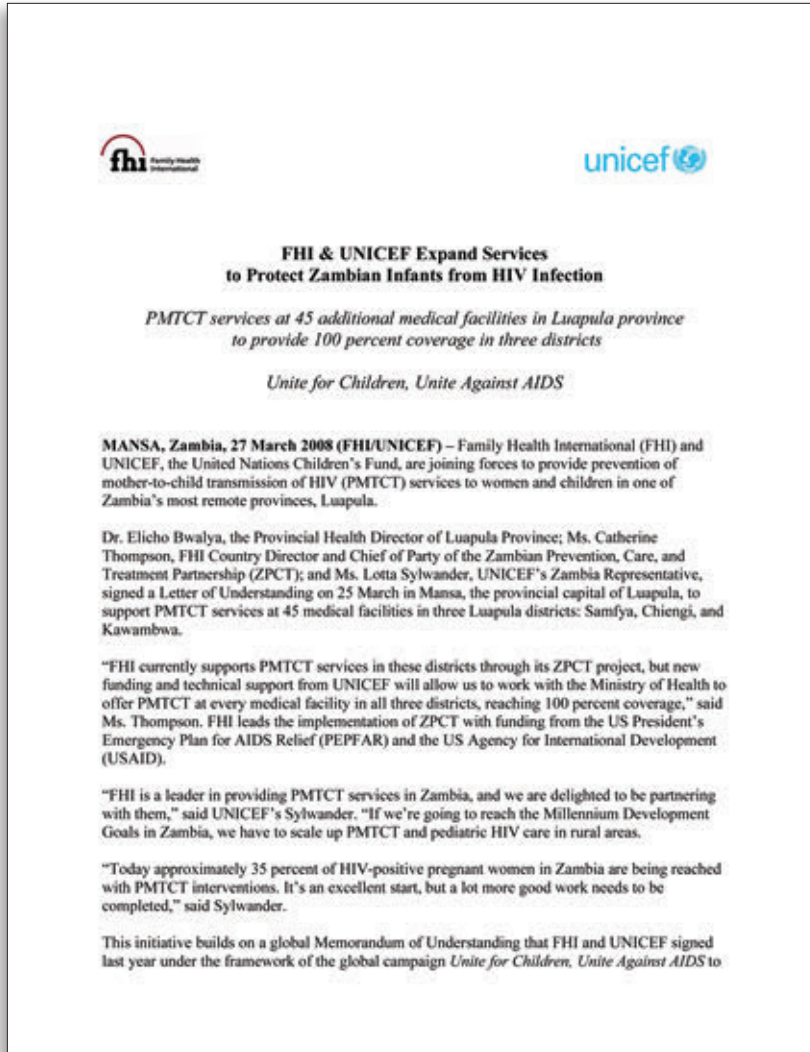 fhi Family Health
International
unicef
FHI & UNICEF Expand Services
to Protect Zambian Infants from HIV Infection
PMTCT services at 45 additional medical facilities in Luapula province
to provide 100 percent coverage in three districts
Unite for Children, Unite Against AIDS
MANSA, Zambia, 27 March 2008 (FHI/UNICEF) – Family Health International (FHI) and
UNICEF, the United Nations Children's Fund, are joining forces to provide prevention of
mother-to-child transmission of HIV (PMTCT) services to women and children in one of
Zambia's most remote provinces, Luapula.
Dr. Elicho Bwalya, the Provincial Health Director of Luapula Province; Ms. Catherine
Thompson, FHI Country Director and Chief of Party of the Zambian Prevention, Care, and
Treatment Partnership (ZPCT); and Ms. Lotta Sylwander, UNICEF's Zambia Representative,
signed a Letter of Understanding on 25 March in Mansa, the provincial capital of Luapula, to
support PMTCT services at 45 medical facilities in three Luapula districts: Samfya, Chiengi, and
Kawambwa.
“FHI currently supports PMTCT services in these districts through its ZPCT project, but new
funding and technical support from UNICEF will allow us to work with the Ministry of Health to
offer PMTCT at every medical facility in all three districts, reaching 100 percent coverage,” said
Ms. Thompson. FHI leads the implementation of ZPCT with funding from the US President's
Emergency Plan for AIDS Relief (PEPFAR) and the US Agency for International Development
(USAID).
“FHI is a leader in providing PMTCT services in Zambia, and we are delighted to be partnering
with them,” said UNICEF's Sylwander. “If we're going to reach the Millennium Development
Goals in Zambia, we have to scale up PMTCT and pediatric HIV care in rural areas.
“Today approximately 35 percent of HIV-positive pregnant women in Zambia are being reached
with PMTCT interventions. It's an excellent start, but a lot more good work needs to be
completed,” said Sylwander.
This initiative builds on a global Memorandum of Understanding that FHI and UNICEF signed
last year under the framework of the global campaign Unite for Children, Unite Against AIDS to